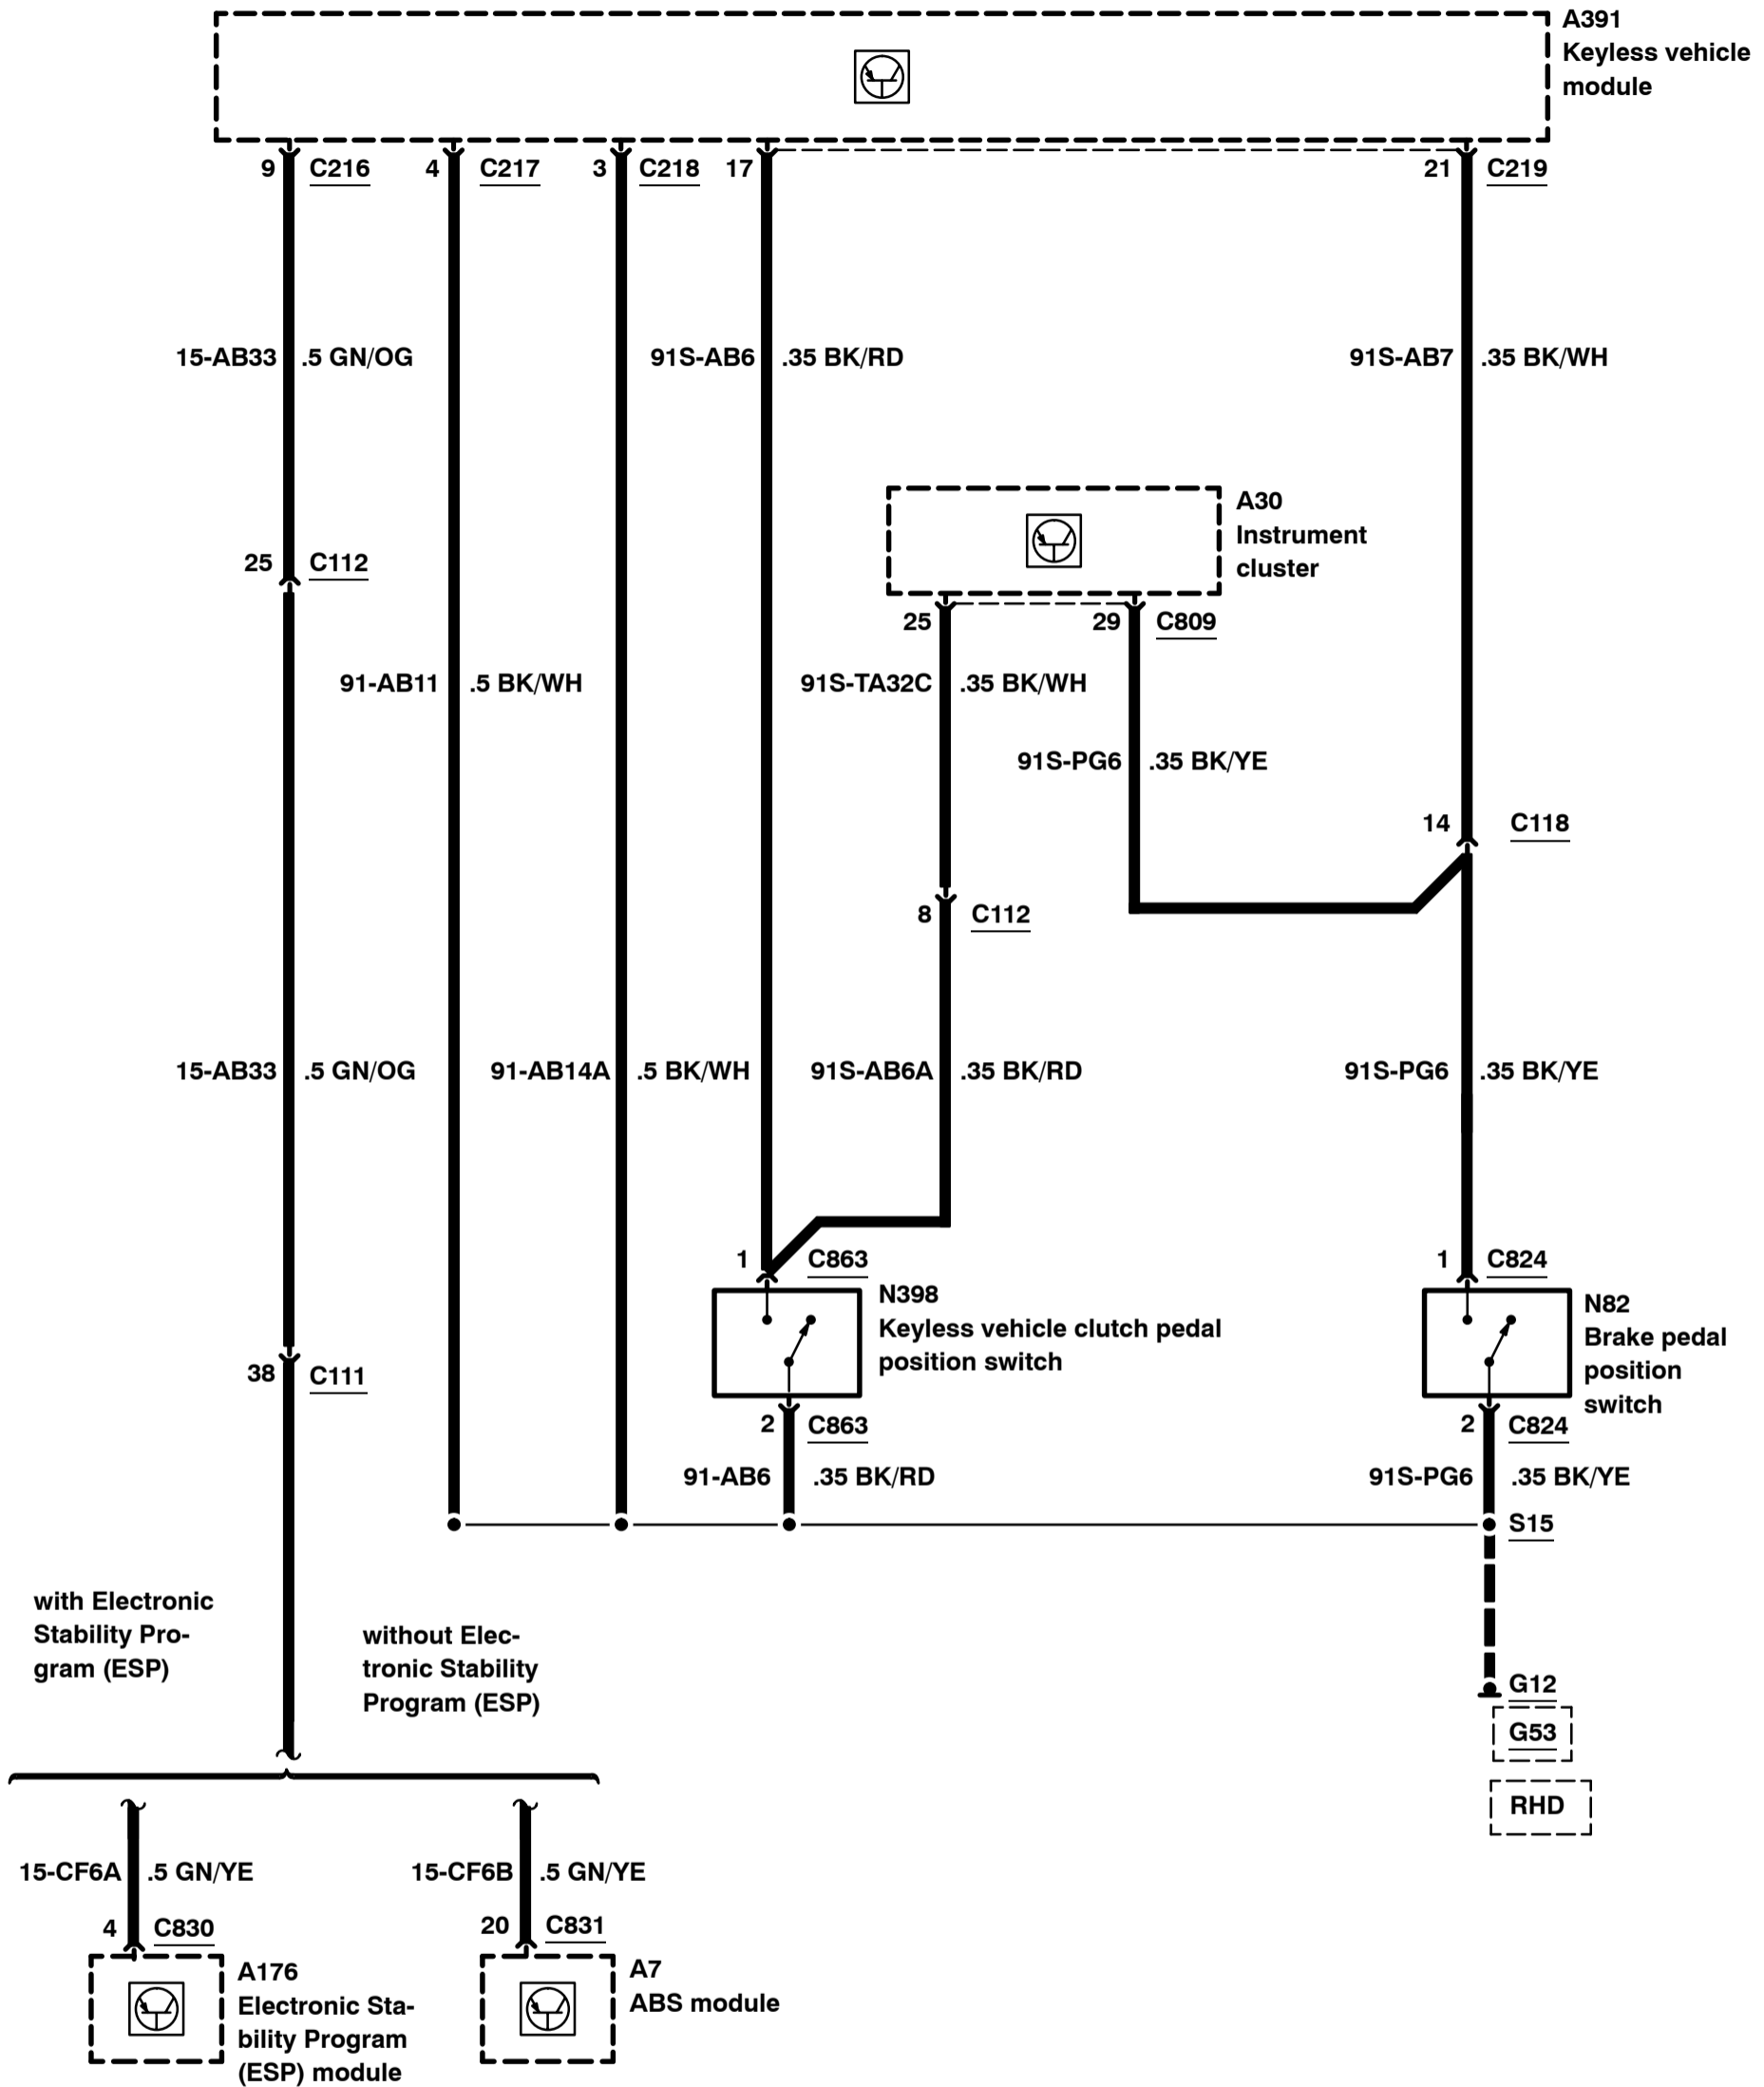 A391
Keyless vehicle
module
9 C216 4 C217 3 C218 17 21 C219
15-AB33 .5 GN/OG 91S-AB6 .35 BK/RD 91S-AB7 .35 BK/WH
A30
Instrument
cluster
25 C112
25 29 C809
91-AB11 .5 BK/WH 91S-TA32C .35 BK/WH
91S-PG6 .35 BK/YE
14 C118
8 C112
15-AB33 .5 GN/OG 91-AB14A .5 BK/WH 91S-AB6A .35 BK/RD 91S-PG6 .35 BK/YE
1 C863 1 C824
N398
Keyless vehicle clutch pedal
position switch
N82
Brake pedal
position
switch
38 C111
2 C863 2 C824
91-AB6 .35 BK/RD 91S-PG6 .35 BK/YE
S15
with Electronic
Stability Pro-
gram (ESP)
without Elec-
tronic Stability
Program (ESP)
G12
G53
RHD
15-CF6A .5 GN/YE 15-CF6B .5 GN/YE
4 C830 20 C831
A176
Electronic Sta-
bility Program
(ESP) module
A7
ABS module